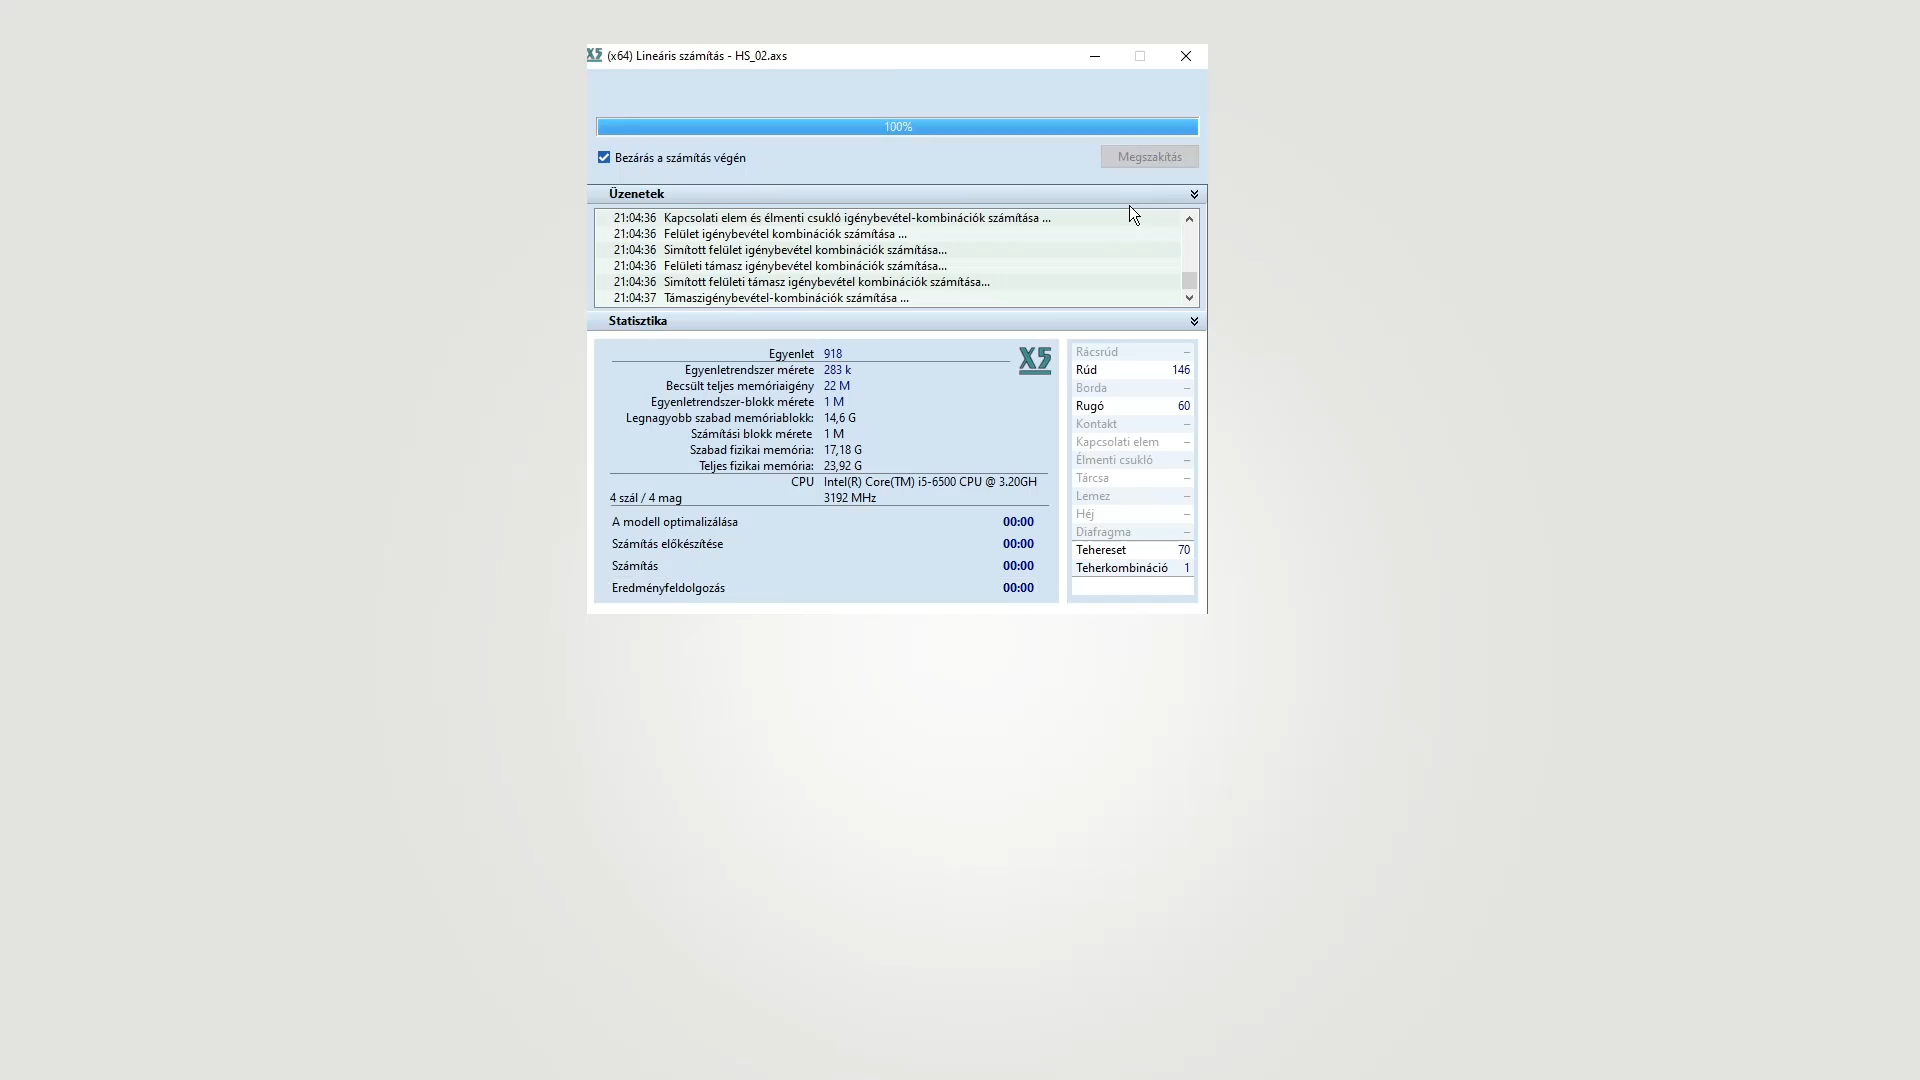 X5 (x64) Lineáris számítás - HS_02.axs
100%
Bezárás a számítás végén
Megszakítás
Üzenetek
21:04:36 Kapcsolati elem és élmenti csukló igénybevétel-kombinációk számítása ...
21:04:36 Felület igénybevétel kombinációk számítása ...
21:04:36 Simított felület igénybevétel kombinációk számítása...
21:04:36 Felületi támasz igénybevétel kombinációk számítása...
21:04:36 Simított felületi támasz igénybevétel kombinációk számítása...
21:04:37 Támaszigénybevétel-kombinációk számítása ...
Statisztika
Egyenlet 918
X5
Egyenletrendszer mérete 283 k
Becsült teljes memóriaigény 22 M
Egyenletrendszer-blokk mérete 1 M
Legnagyobb szabad memóriablokk: 14,6 G
Számítási blokk mérete 1 M
Szabad fizikai memória: 17,18 G
Teljes fizikai memória: 23,92 G
CPU Intel(R) Core(TM) i5-6500 CPU @ 3.20GH
4 szál / 4 mag 3192 MHz
A modell optimalizálása 00:00
Számítás előkészítése 00:00
Számítás 00:00
Eredményfeldolgozás 00:00
Rácsrúd –
Rúd 146
Borda –
Rugó 60
Kontakt –
Kapcsolati elem –
Élmenti csukló –
Tárcsa –
Lemez –
Héj –
Diafragma –
Tehereset 70
Teherkombináció 1